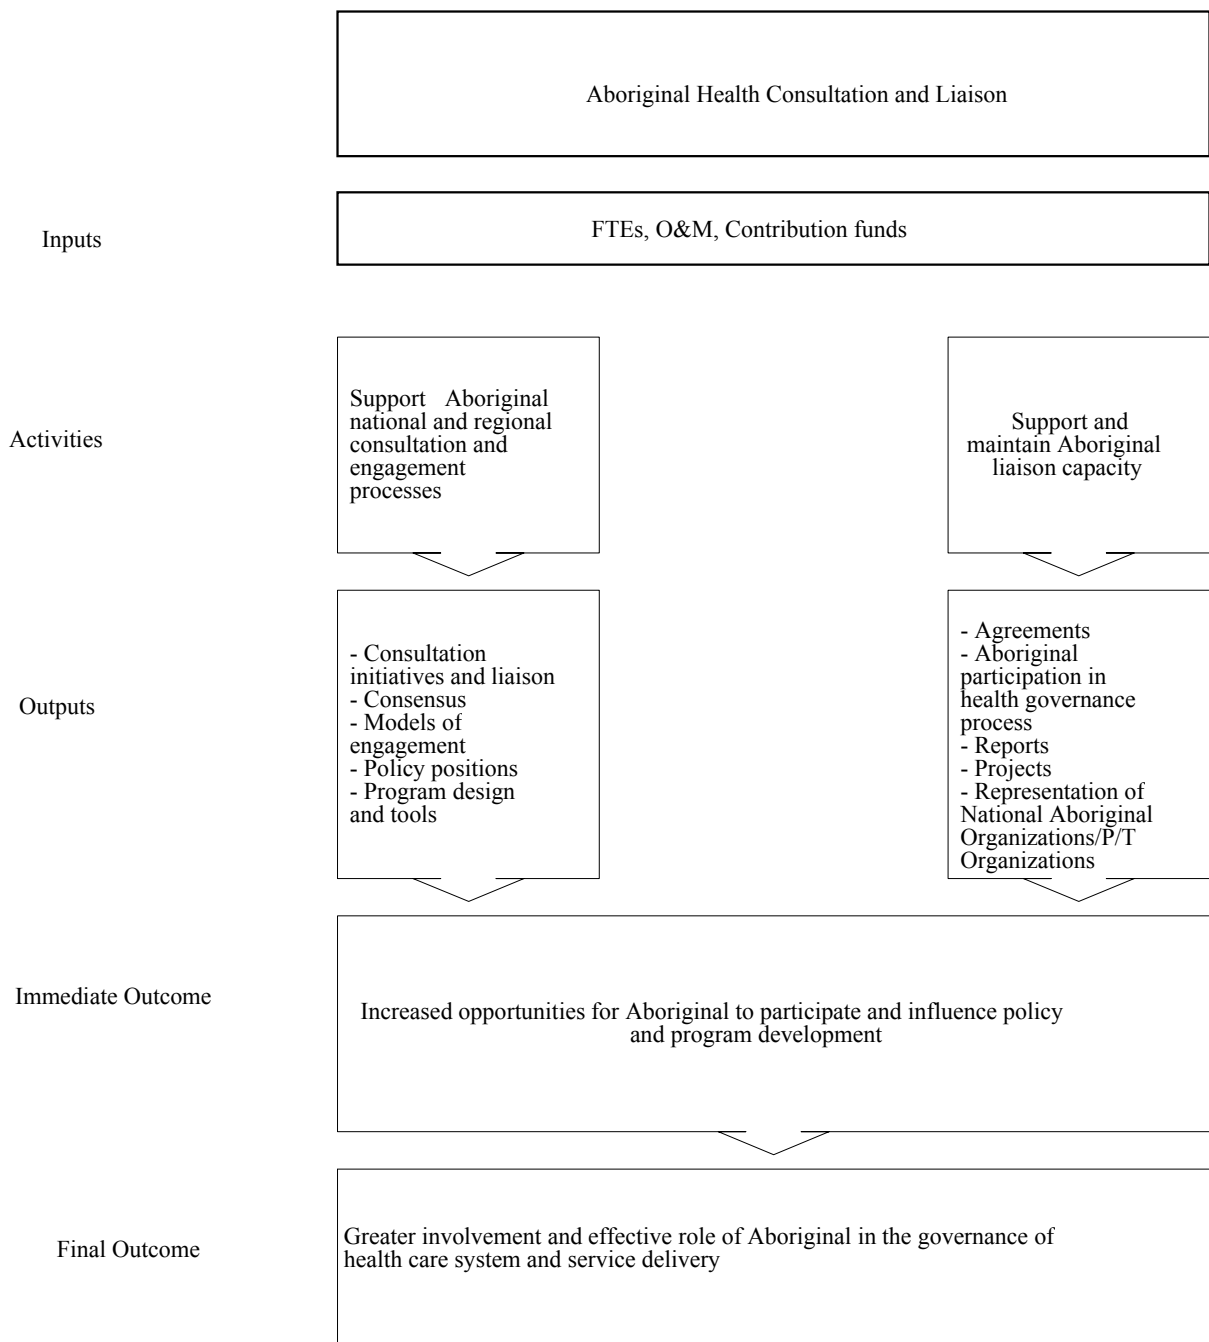 Aboriginal Health Consultation and Liaison
Inputs
FTEs, O&M, Contribution funds
Activities
Support Aboriginal
national and regional
consultation and
engagement
processes
Support and
maintain Aboriginal
liaison capacity
Outputs
- Consultation
initiatives and liaison
- Consensus
- Models of
engagement
- Policy positions
- Program design
and tools
- Agreements
- Aboriginal
participation in
health governance
process
- Reports
- Projects
- Representation of
National Aboriginal
Organizations/P/T
Organizations
Immediate Outcome
Increased opportunities for Aboriginal to participate and influence policy
and program development
Final Outcome
Greater involvement and effective role of Aboriginal in the governance of
health care system and service delivery